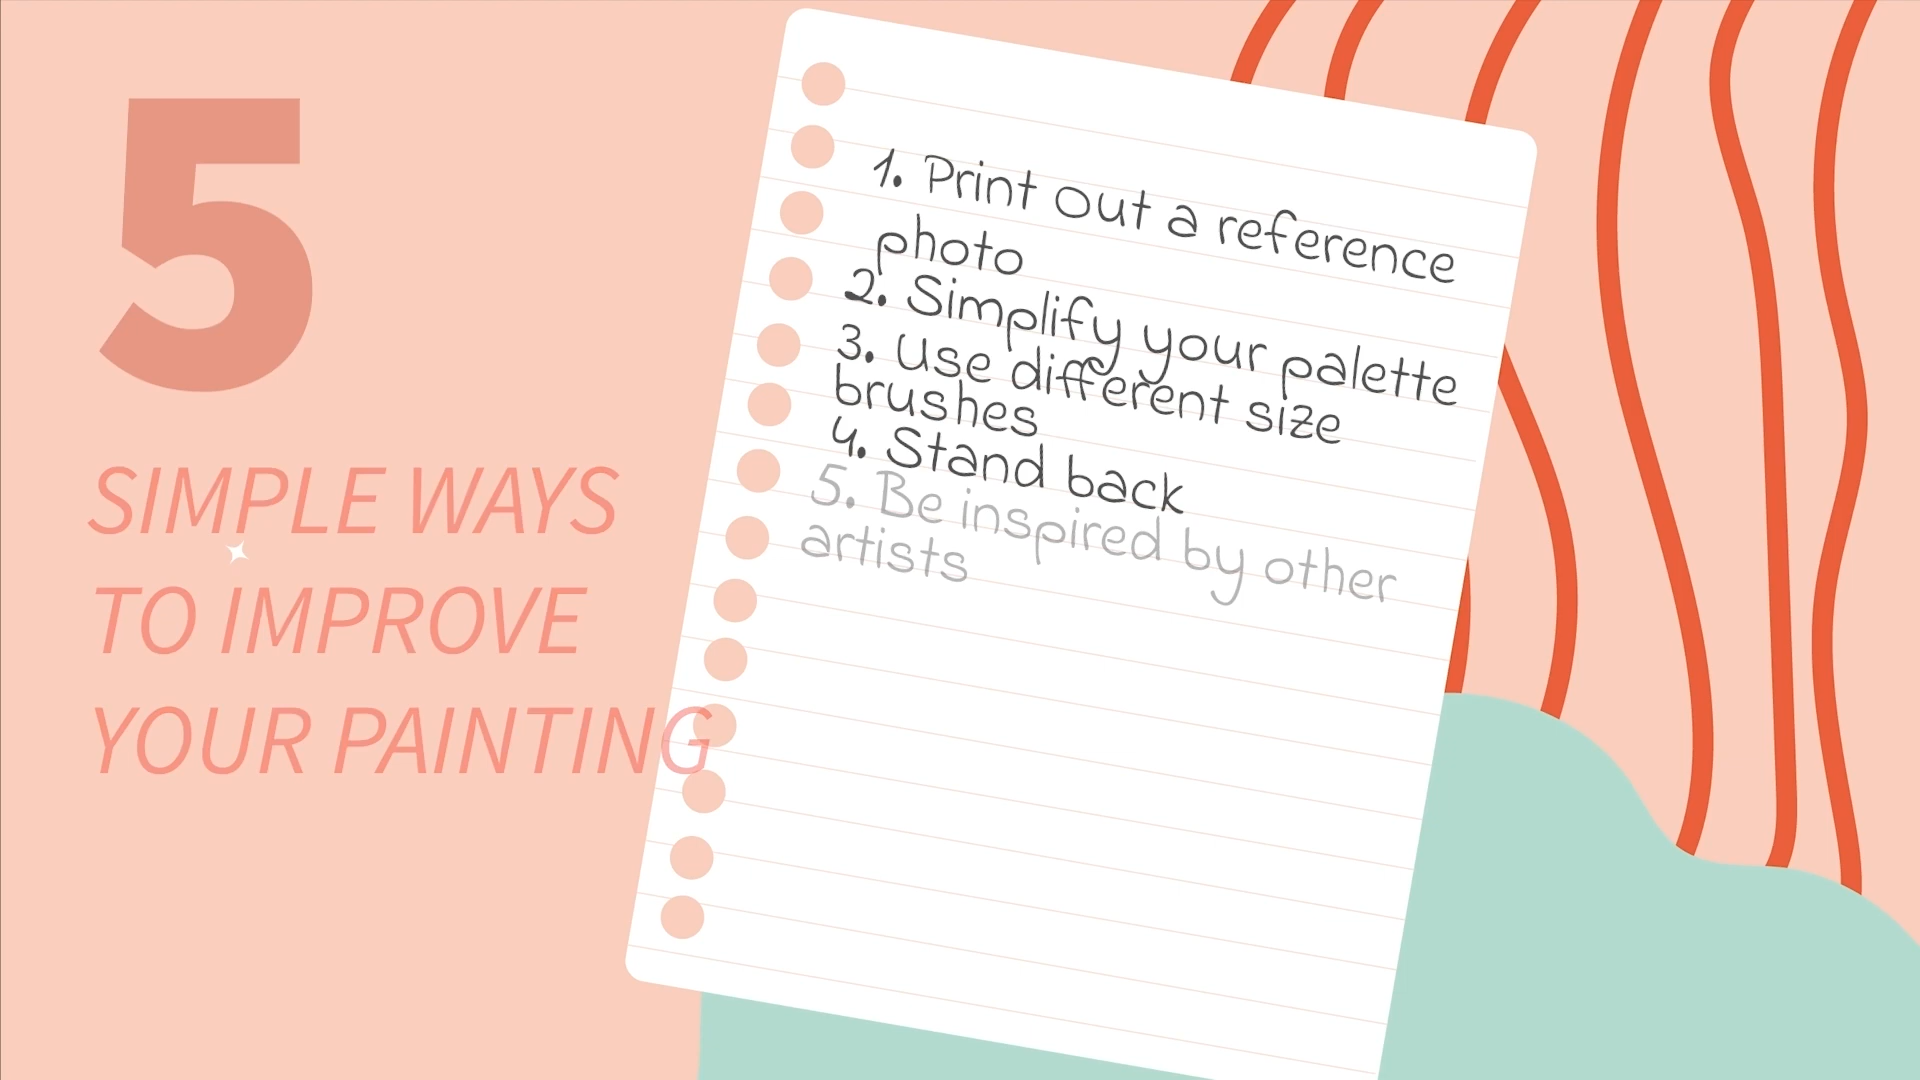 5
SIMPLE WAYS
TO IMPROVE
YOUR PAINTING
1. Print out a reference
photo
2. Simplify your palette
3. Use different size
brushes
4. Stand back
5. Be inspired by other
artists